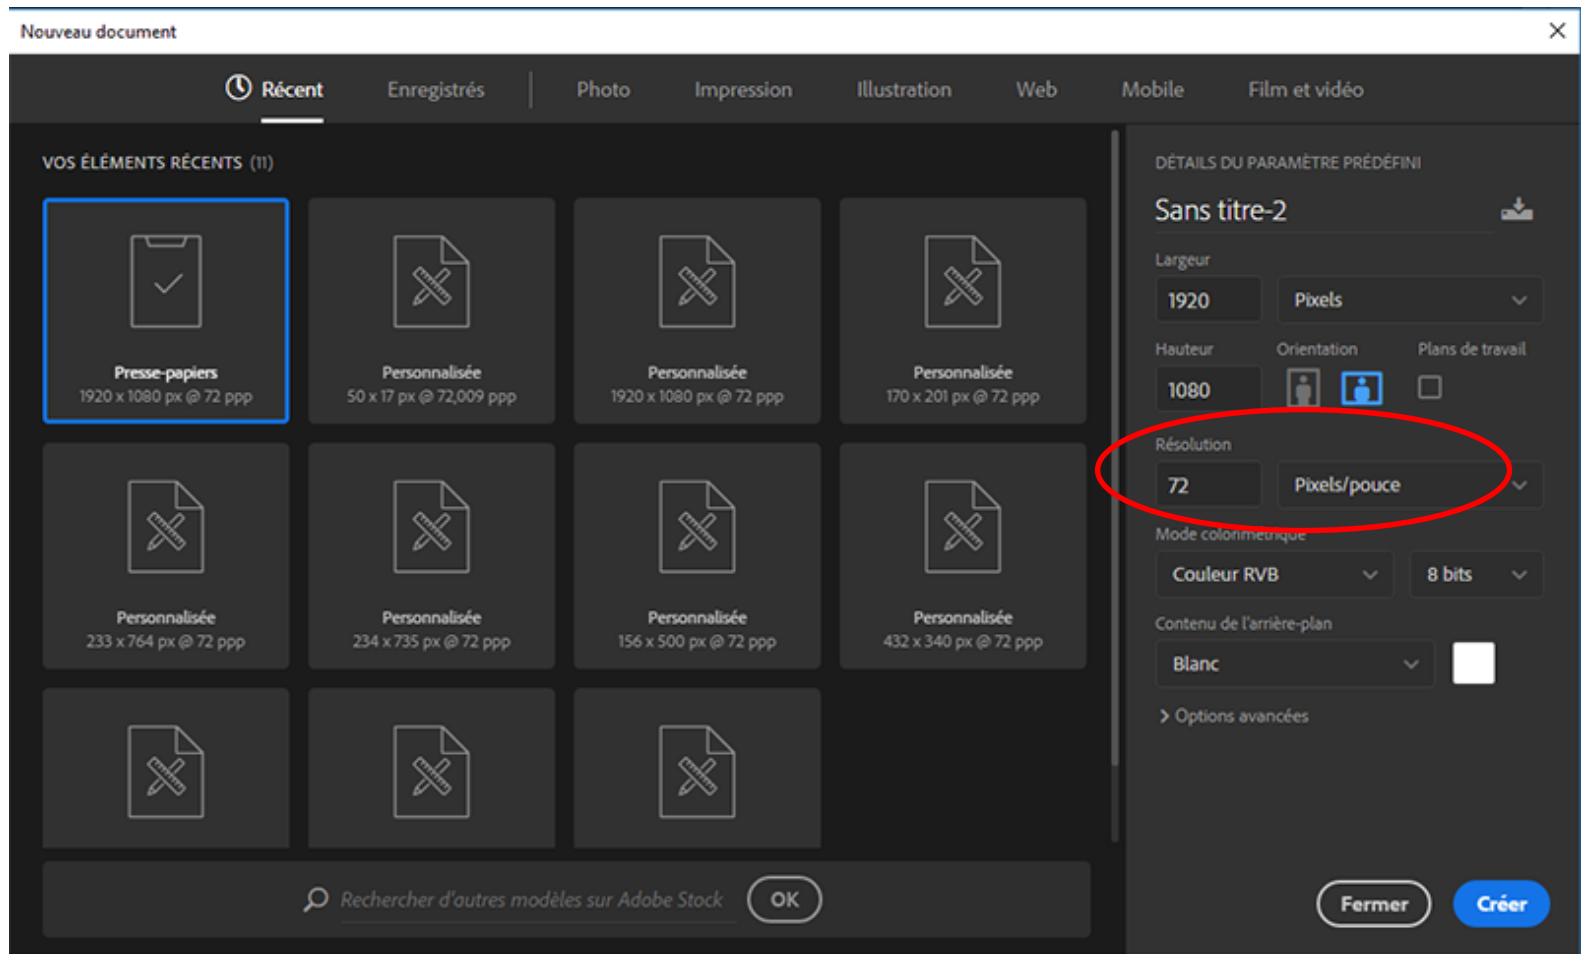 Nouveau document
Récent Enregistrés Photo Impression Illustration Web Mobile Film et vidéo
VOS ÉLÉMENTS RÉCENTS (11)
Presse-papiers
1920 x 1080 px @ 72 ppp
Personnalisée
50 x 17 px @ 72,009 ppp
Personnalisée
1920 x 1080 px @ 72 ppp
Personnalisée
170 x 201 px @ 72 ppp
Personnalisée
233 x 764 px @ 72 ppp
Personnalisée
234 x 735 px @ 72 ppp
Personnalisée
156 x 500 px @ 72 ppp
Personnalisée
432 x 340 px @ 72 ppp
Rechercher d'autres modèles sur Adobe Stock OK
DÉTAILS DU PARAMÈTRE PRÉDÉFINI
Sans titre-2
Largeur
1920 Pixels
Hauteur Orientation Plans de travail
1080
Résolution
72 Pixels/pouce
Mode colorimétrique
Couleur RVB 8 bits
Contenu de l'arrière-plan
Blanc
Options avancées
Fermer Créer